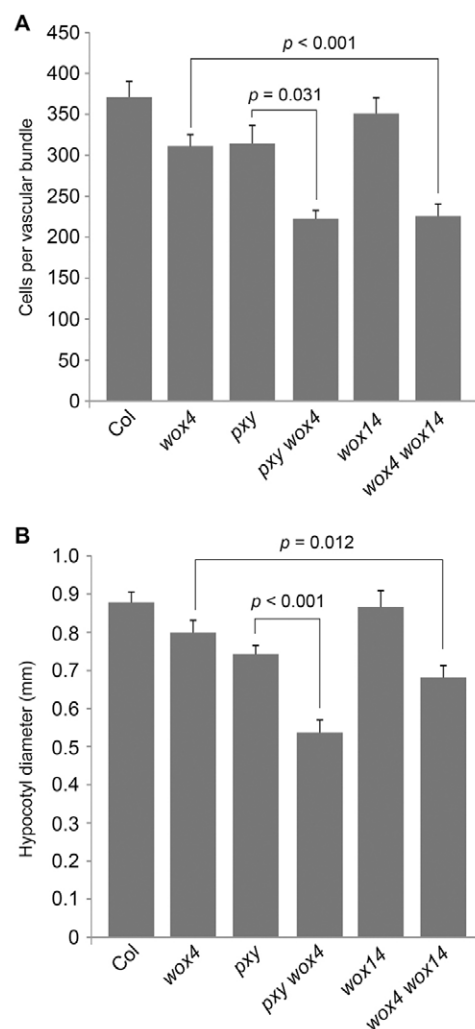 A
450
400
350
300
250
200
150
100
50
0
Cells per vascular bundle
p < 0.001
p = 0.031
Col
wox4
pxy
pxy wox4
wox14
wox4 wox14
B
1.0
0.9
0.8
0.7
0.6
0.5
0.4
0.3
0.2
0.1
0
Hypocotyl diameter (mm)
p = 0.012
p < 0.001
Col
wox4
pxy
pxy wox4
wox14
wox4 wox14